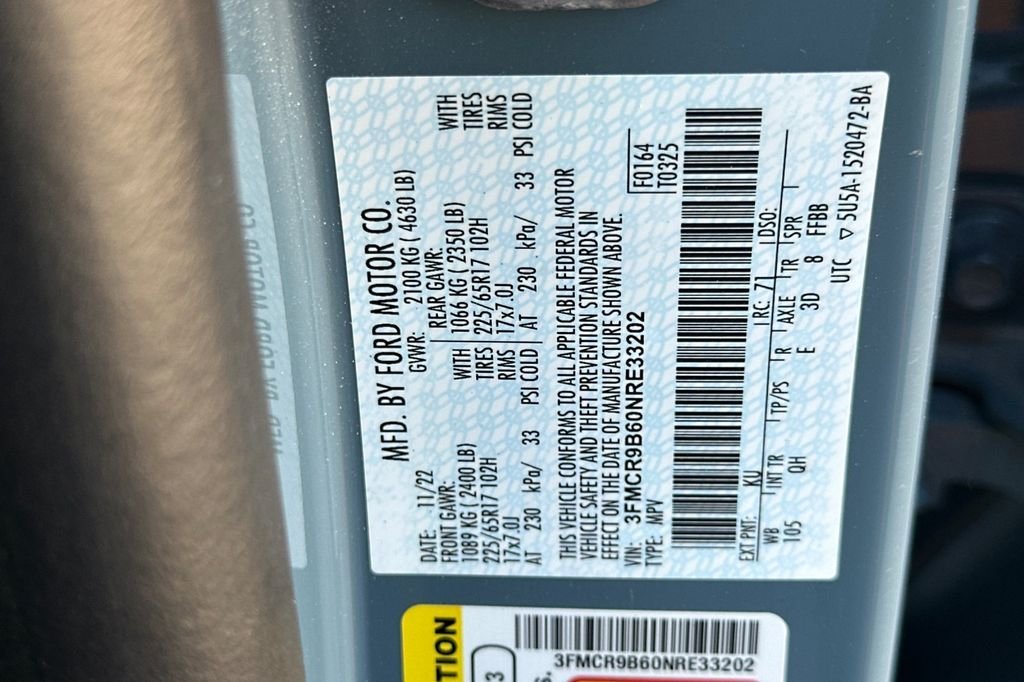 MFD. BY FORD MOTOR CO.
DATE: 11/22 GVWR: 2100 KG ( 4630 LB)
FRONT GAWR: REAR GAWR:
1089 KG ( 2400 LB) WITH 1066 KG ( 2350 LB) WITH
225/65R17 102H TIRES 225/65R17 102H TIRES
17x7.0J RIMS 17x7.0J RIMS
AT 230 kPa/ 33 PSI COLD AT 230 kPa/ 33 PSI COLD
THIS VEHICLE CONFORMS TO ALL APPLICABLE FEDERAL MOTOR
VEHICLE SAFETY AND THEFT PREVENTION STANDARDS IN
EFFECT ON THE DATE OF MANUFACTURE SHOWN ABOVE.
VIN: 3FMCR9B60NRE33202 F0164
TYPE: MPV T0325
EXT PNT: KU RC: 71 DSO:
WB INT TR TP/PS R AXLE TR SPR
105 QH E 3D 8 FFBB
UTC ▽ 5U5A-1520472-BA
TION
3
S.
3FMCR9B60NRE33202